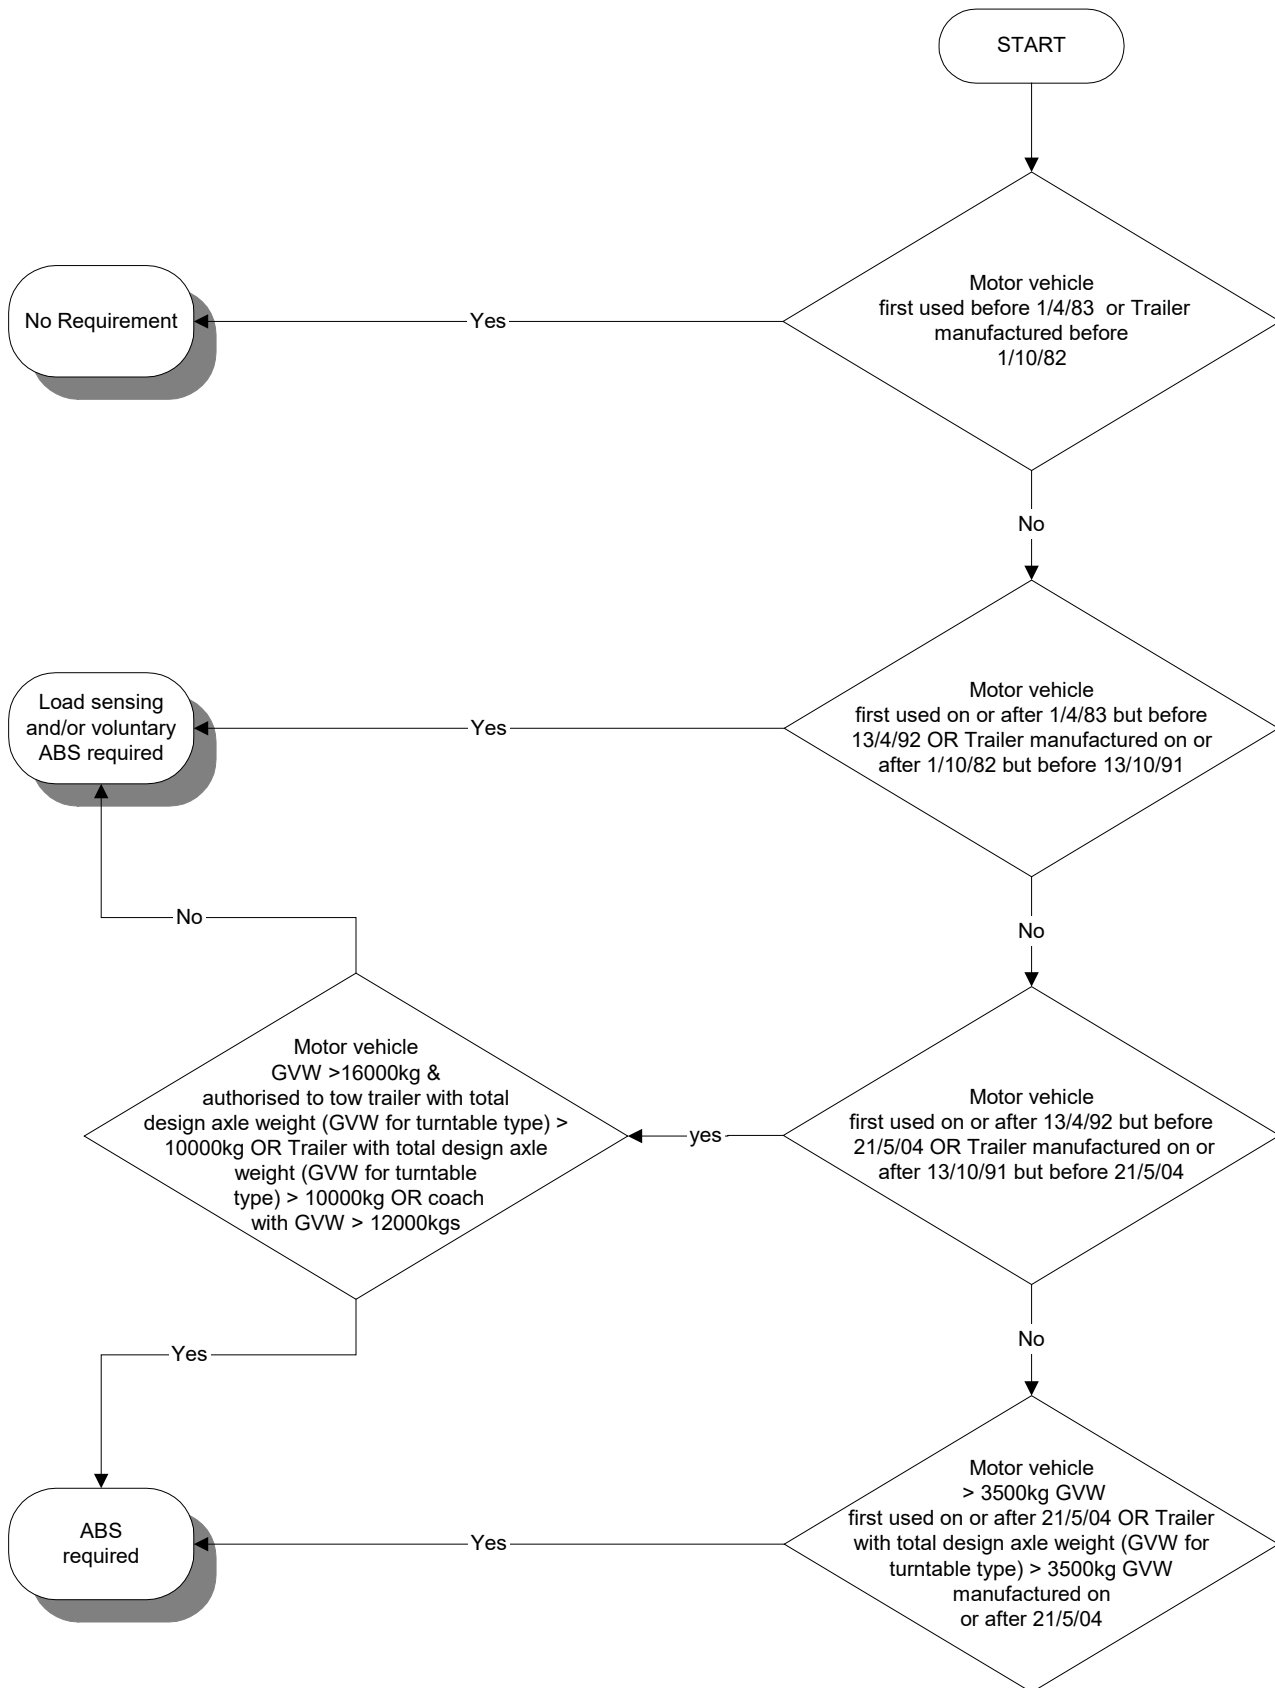 START
Motor vehicle
first used before 1/4/83 or Trailer
manufactured before
1/10/82
Yes
No Requirement
No
Motor vehicle
first used on or after 1/4/83 but before
13/4/92 OR Trailer manufactured on or
after 1/10/82 but before 13/10/91
Yes
Load sensing
and/or voluntary
ABS required
No
No
Motor vehicle
first used on or after 13/4/92 but before
21/5/04 OR Trailer manufactured on or
after 13/10/91 but before 21/5/04
yes
Motor vehicle
GVW >16000kg &
authorised to tow trailer with total
design axle weight (GVW for turntable type) >
10000kg OR Trailer with total design axle
weight (GVW for turntable
type) > 10000kg OR coach
with GVW > 12000kgs
No
Yes
Motor vehicle
> 3500kg GVW
first used on or after 21/5/04 OR Trailer
with total design axle weight (GVW for
turntable type) > 3500kg GVW
manufactured on
or after 21/5/04
Yes
ABS
required